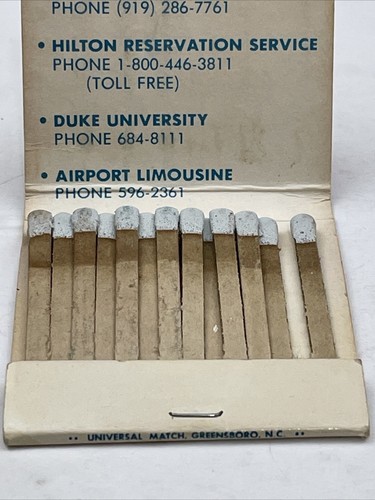 PHONE (919) 286-7761
• HILTON RESERVATION SERVICE
PHONE 1-800-446-3811
(TOLL FREE)
• DUKE UNIVERSITY
PHONE 684-8111
• AIRPORT LIMOUSINE
PHONE 596-2361
•• UNIVERSAL MATCH, GREENSBORO, N.C. ••